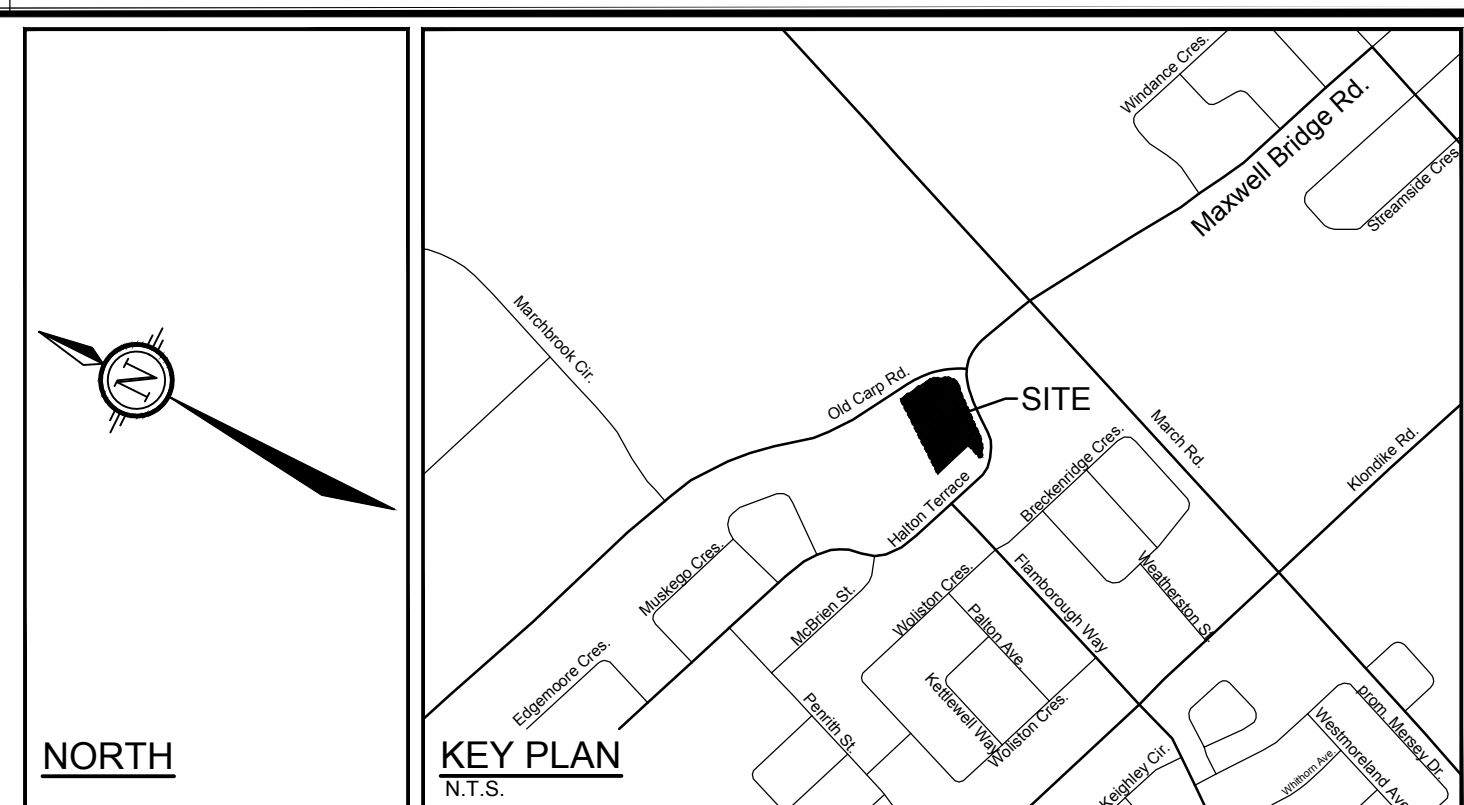 N
NORTH
Windance Cres.
Maxwell Bridge Rd.
Streamside Cres.
Marchbrook Cir.
Old Carp Rd.
SITE
March Rd.
Klondike Rd.
Breckenridge Cres.
Halton Terrace
Muskego Cres.
McBrien St.
Woliston Cres.
Flamborough Way
Weatherston St.
Palton Ave.
Edgemoore Cres.
Penrith St.
Kettlewell Way
Woliston Cres.
prom. Mersey Dr.
Westmoreland Ave
Whithorn Ave.
Keighley Cir.
KEY PLAN
N.T.S.